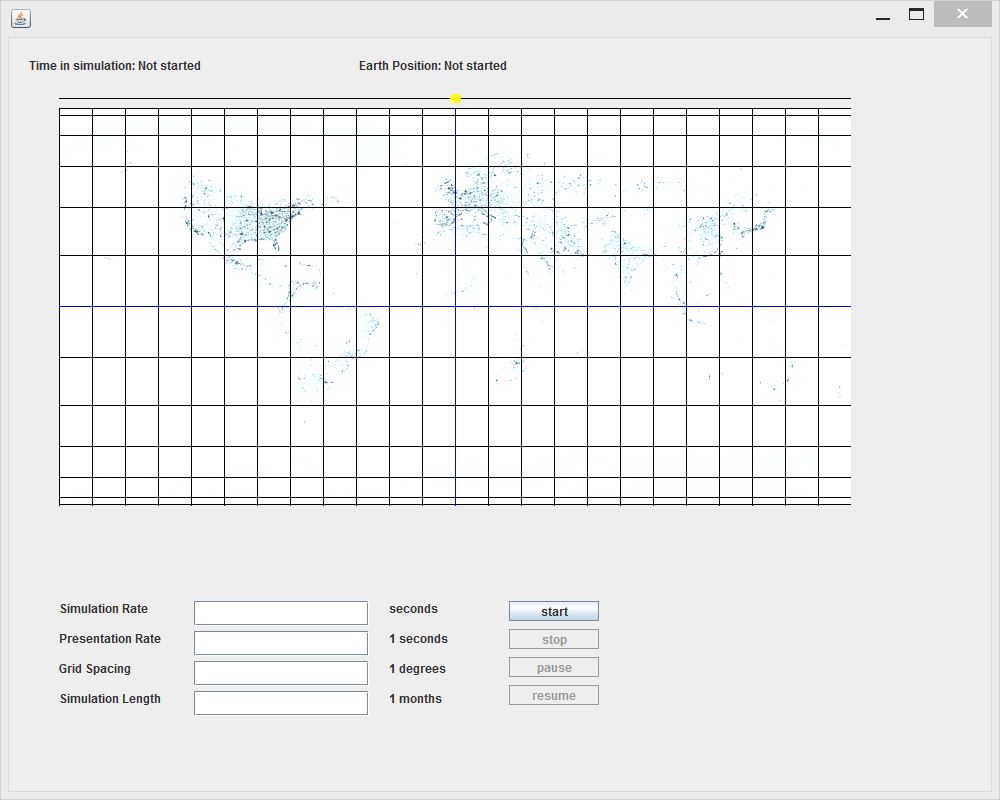 Time in simulation: Not started
Earth Position: Not started
Simulation Rate
seconds
start
Presentation Rate
1 seconds
stop
Grid Spacing
1 degrees
pause
Simulation Length
1 months
resume